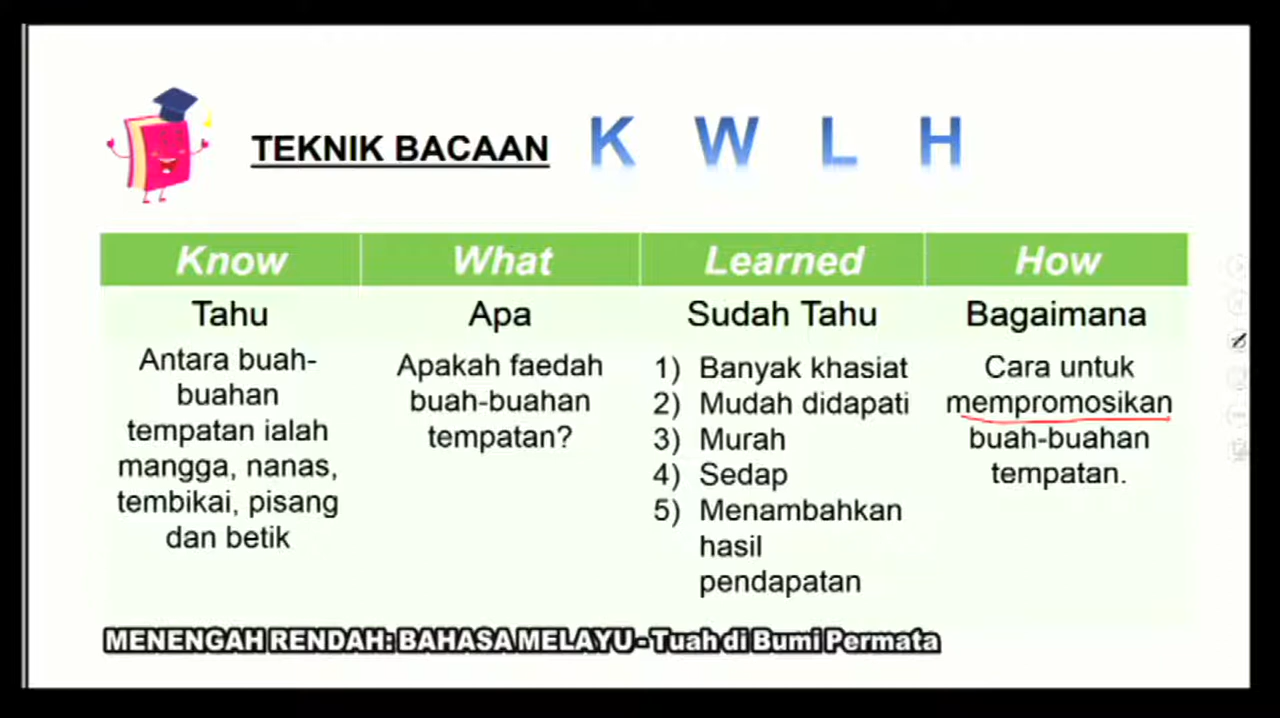 TEKNIK BACAAN K W L H
Know
Tahu
Antara buah-
buahan
tempatan ialah
mangga, nanas,
tembikai, pisang
dan betik
What
Apa
Apakah faedah
buah-buahan
tempatan?
Learned
Sudah Tahu
1) Banyak khasiat
2) Mudah didapati
3) Murah
4) Sedap
5) Menambahkan
hasil
pendapatan
How
Bagaimana
Cara untuk
mempromosikan
buah-buahan
tempatan.
MENENGAH RENDAH: BAHASA MELAYU - Tuah di Bumi Permata